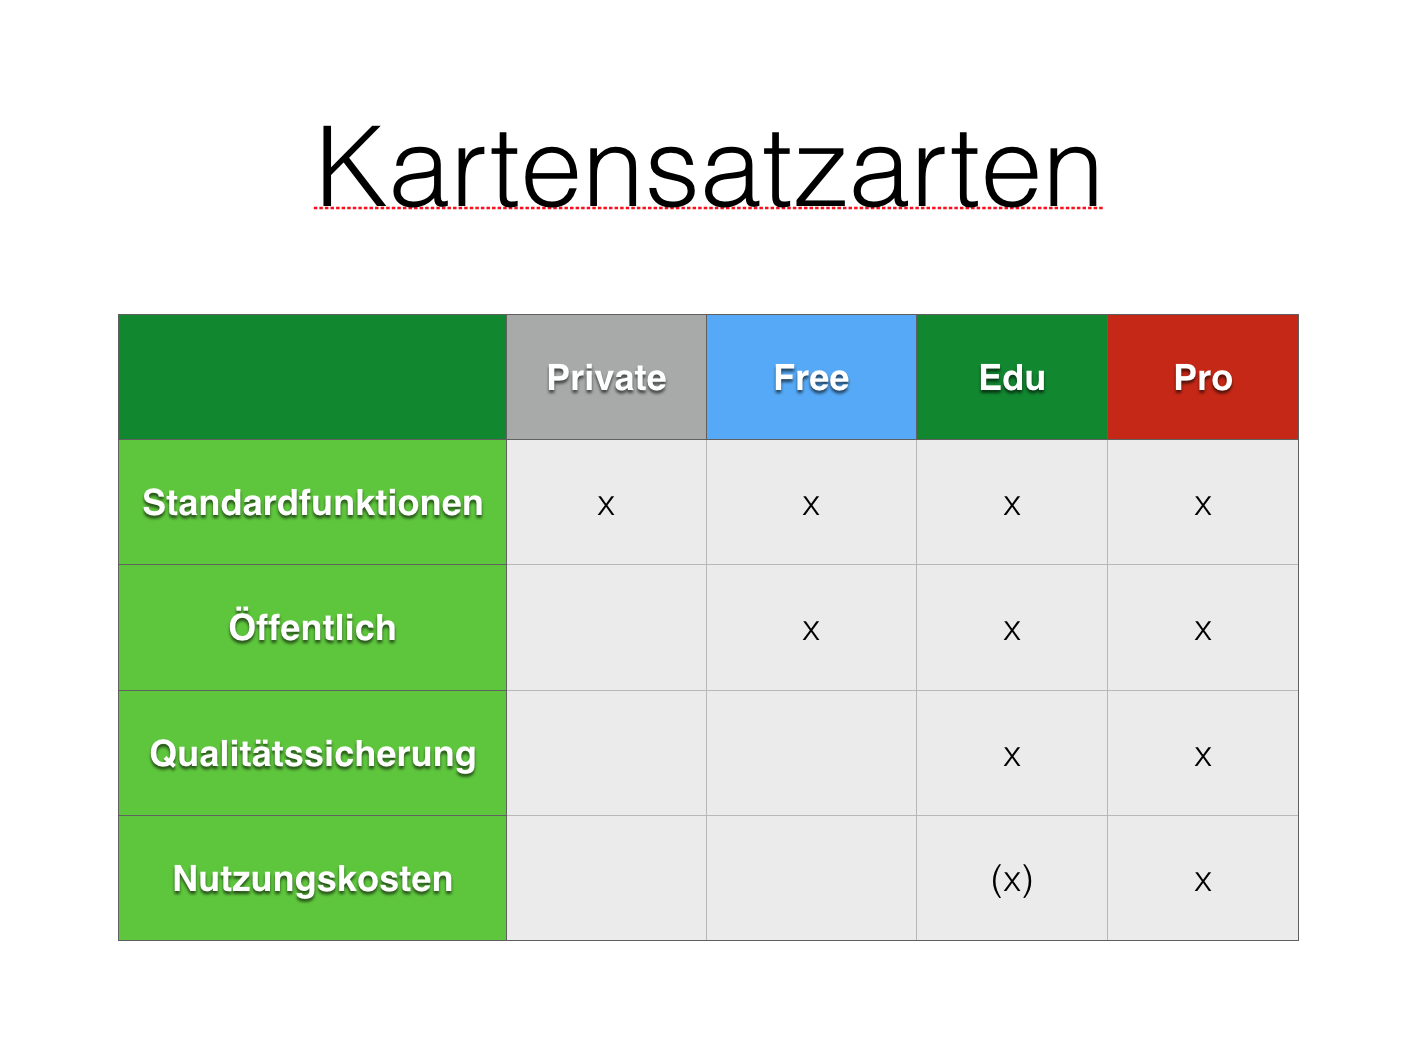 Kartensatzarten
Private Free Edu Pro
Standardfunktionen x x x x
Öffentlich x x x
Qualitätssicherung x x
Nutzungskosten (x) x